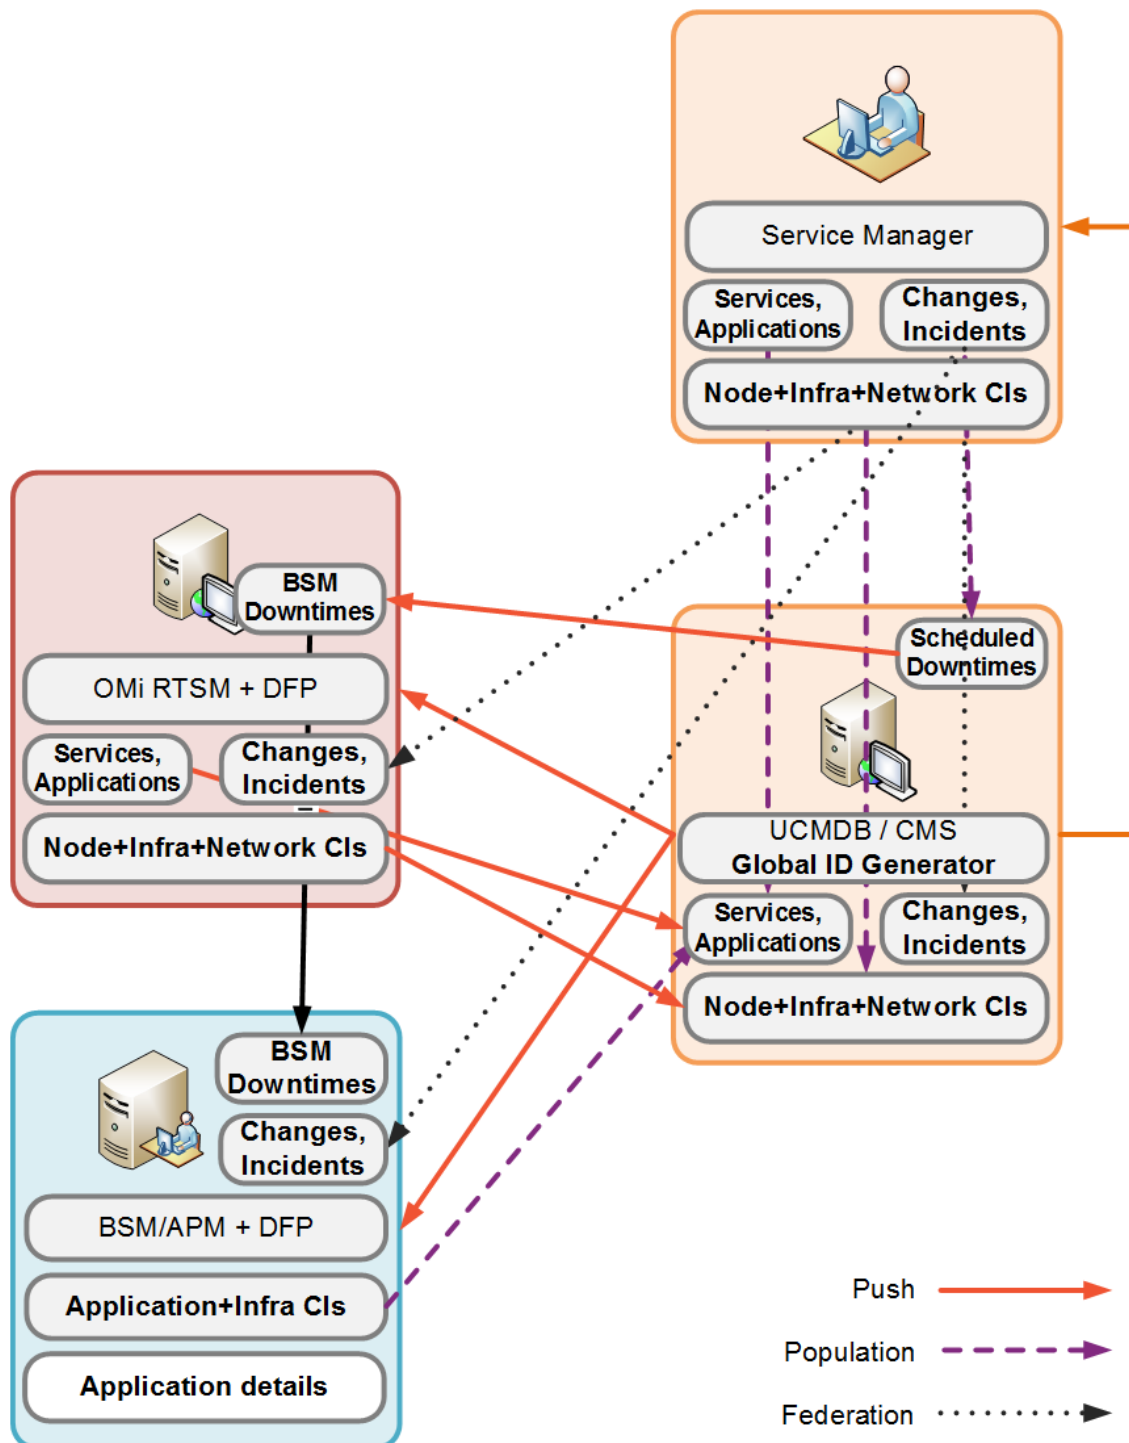 Service Manager
Services,
Applications
Changes,
Incidents
Node+Infra+Network CIs
BSM
Downtimes
OMi RTSM + DFP
Services,
Applications
Changes,
Incidents
Node+Infra+Network CIs
Scheduled
Downtimes
UCMDB / CMS
Global ID Generator
Services,
Applications
Changes,
Incidents
Node+Infra+Network CIs
BSM
Downtimes
Changes,
Incidents
BSM/APM + DFP
Application+Infra CIs
Application details
Push
Population
Federation